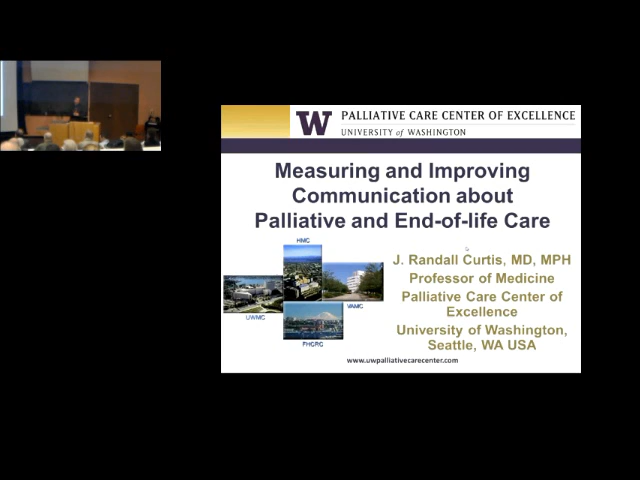 W PALLIATIVE CARE CENTER OF EXCELLENCE
UNIVERSITY of WASHINGTON
Measuring and Improving
Communication about
Palliative and End-of-life Care
HMC
J. Randall Curtis, MD, MPH
Professor of Medicine
Palliative Care Center of
Excellence
University of Washington,
Seattle, WA USA
VAMC
UWMC
FHCRC
www.uwpalliativecarecenter.com